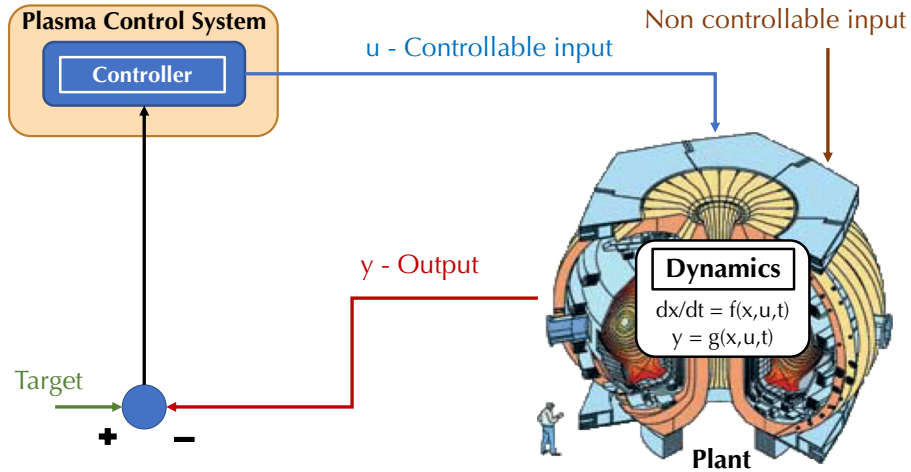 Plasma Control System
Controller
u - Controllable input
Non controllable input
y - Output
Dynamics
dx/dt = f(x,u,t)
y = g(x,u,t)
Target
+
−
Plant